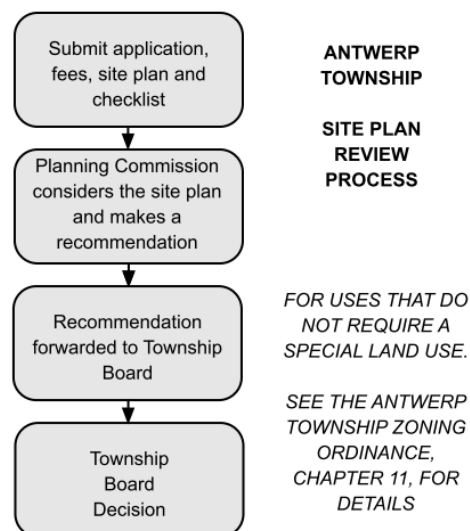 Submit application,
fees, site plan and
checklist
ANTWERP
TOWNSHIP
SITE PLAN
REVIEW
PROCESS
Planning Commission
considers the site plan
and makes a
recommendation
Recommendation
forwarded to Township
Board
FOR USES THAT DO
NOT REQUIRE A
SPECIAL LAND USE.
SEE THE ANTWERP
TOWNSHIP ZONING
ORDINANCE,
CHAPTER 11, FOR
DETAILS
Township
Board
Decision